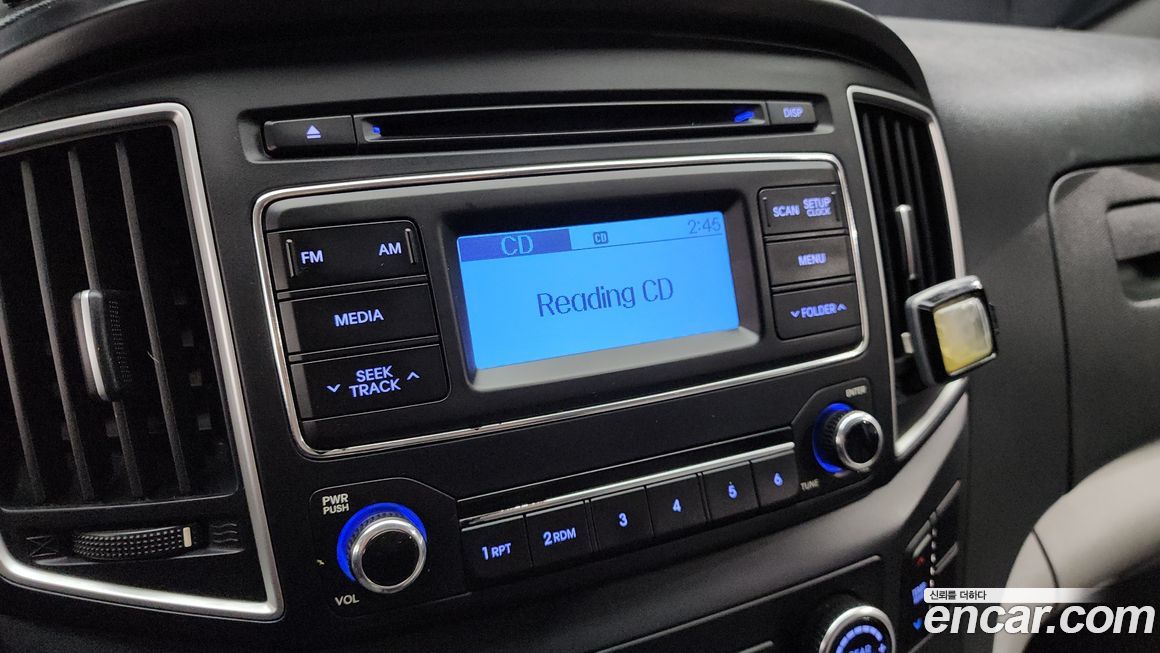 DISP
FM AM
MEDIA
SEEK
TRACK
CD CD 2:45
Reading CD
SCAN SETUP
CLOCK
MENU
FOLDER
ENTER
TUNE
PWR
PUSH
VOL
1 RPT 2 RDM 3 4 5 6
REAR
신뢰를 더하다
encar.com